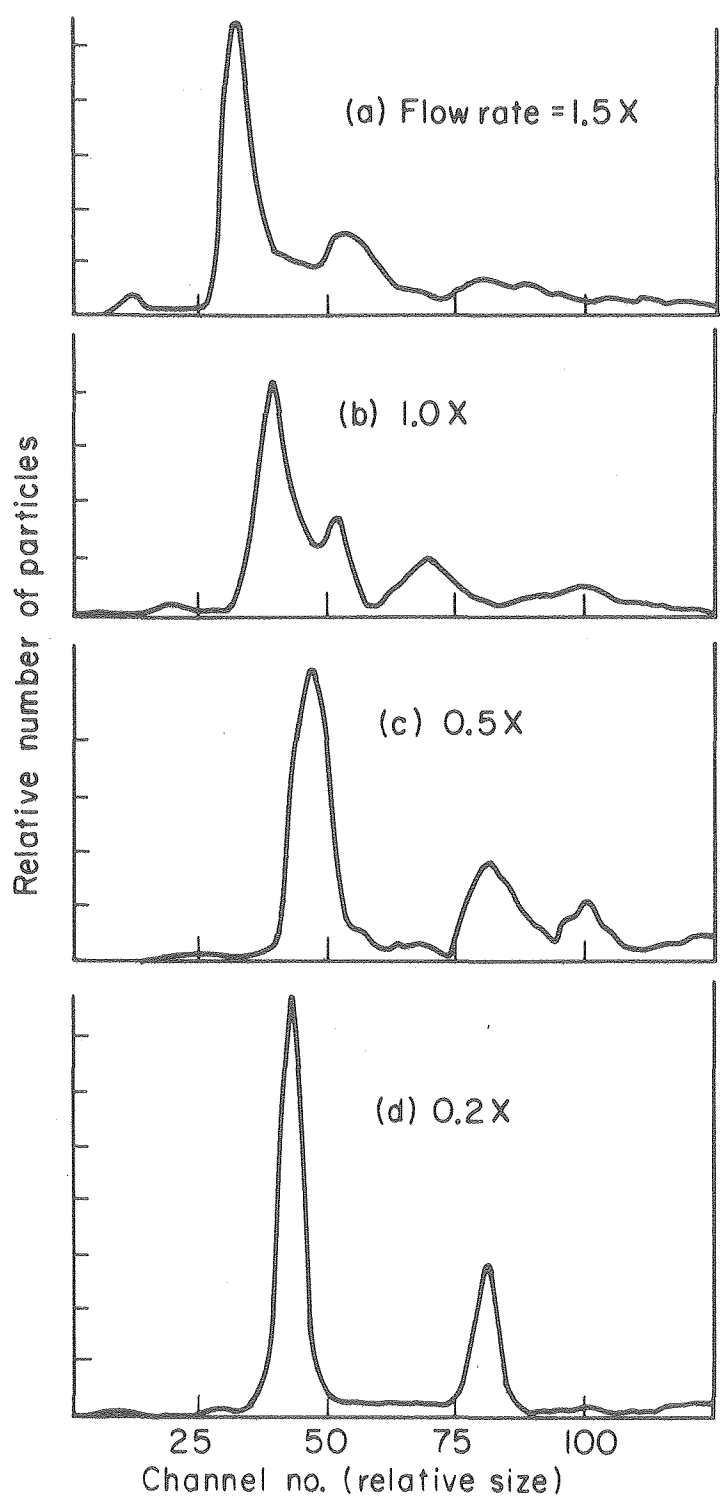 (a) Flow rate = 1.5 X
(b) 1.0 X
(c) 0.5 X
(d) 0.2 X
Relative number of particles
25 50 75 100
Channel no. (relative size)